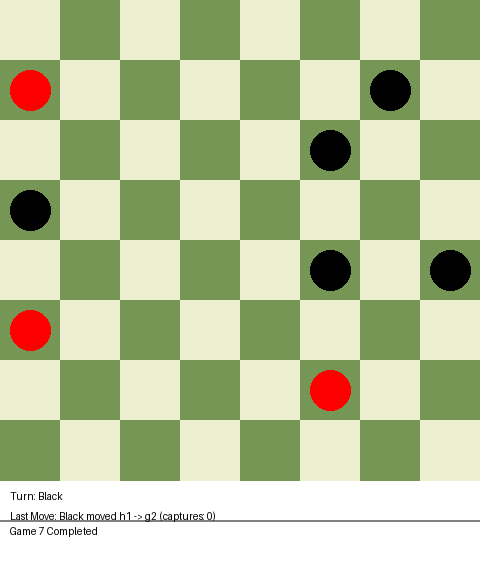 Turn: Black
Last Move: Black moved h1 -> g2 (captures: 0)
Game 7 Completed